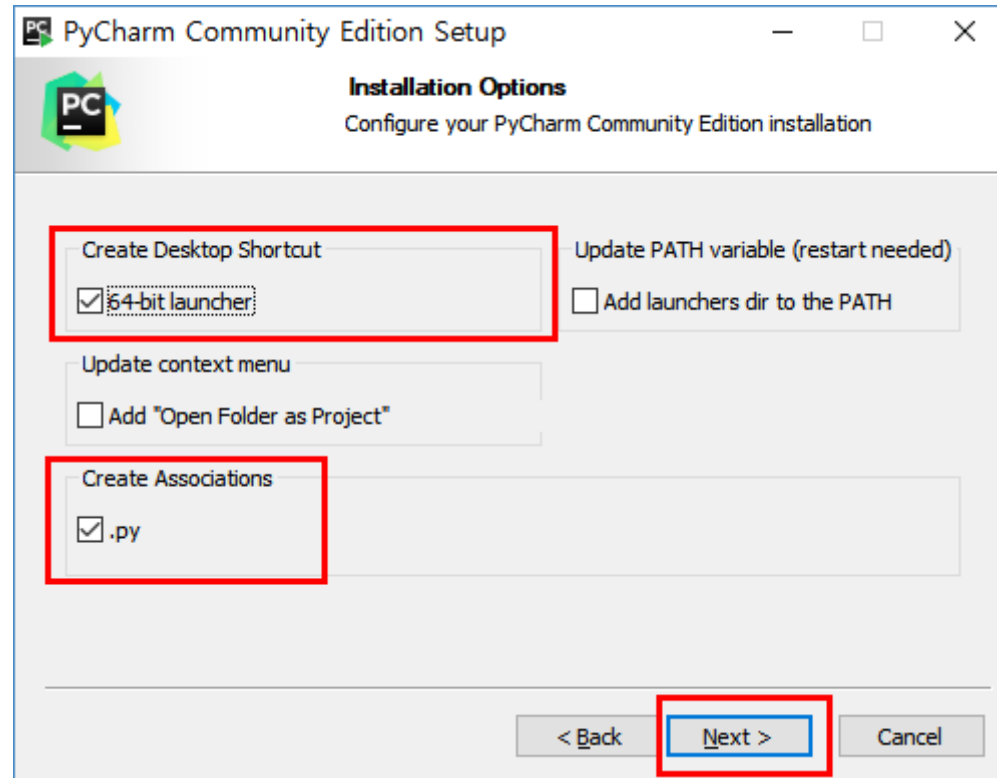 PyCharm Community Edition Setup
PC
Installation Options
Configure your PyCharm Community Edition installation
Create Desktop Shortcut
64-bit launcher
Update PATH variable (restart needed)
Add launchers dir to the PATH
Update context menu
Add "Open Folder as Project"
Create Associations
.py
< Back
Next >
Cancel